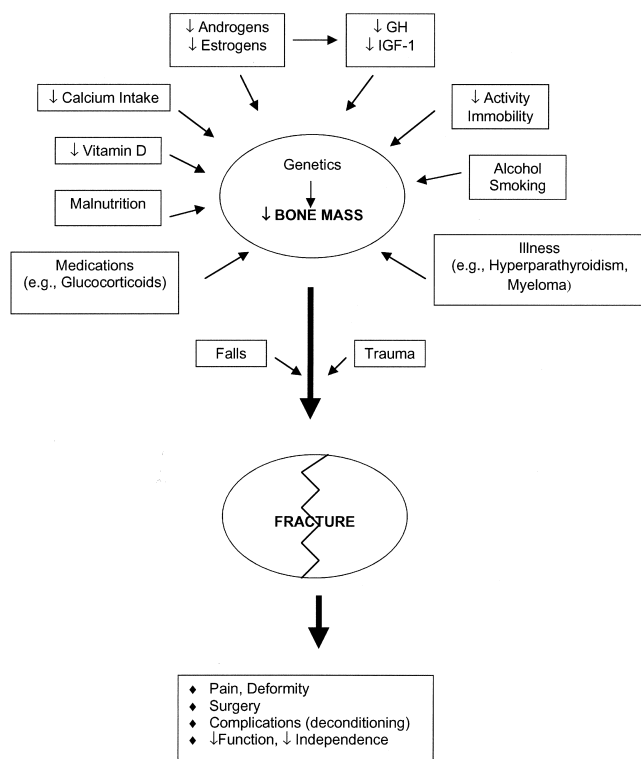 ↓ Androgens
↓ Estrogens
↓ GH
↓ IGF-1
↓ Calcium Intake
↓ Activity
Immobility
↓ Vitamin D
Genetics
Alcohol
Smoking
Malnutrition
↓ BONE MASS
Medications
(e.g., Glucocorticoids)
Illness
(e.g., Hyperparathyroidism,
Myeloma)
Falls
Trauma
FRACTURE
♦ Pain, Deformity
♦ Surgery
♦ Complications (deconditioning)
♦ ↓Function, ↓ Independence